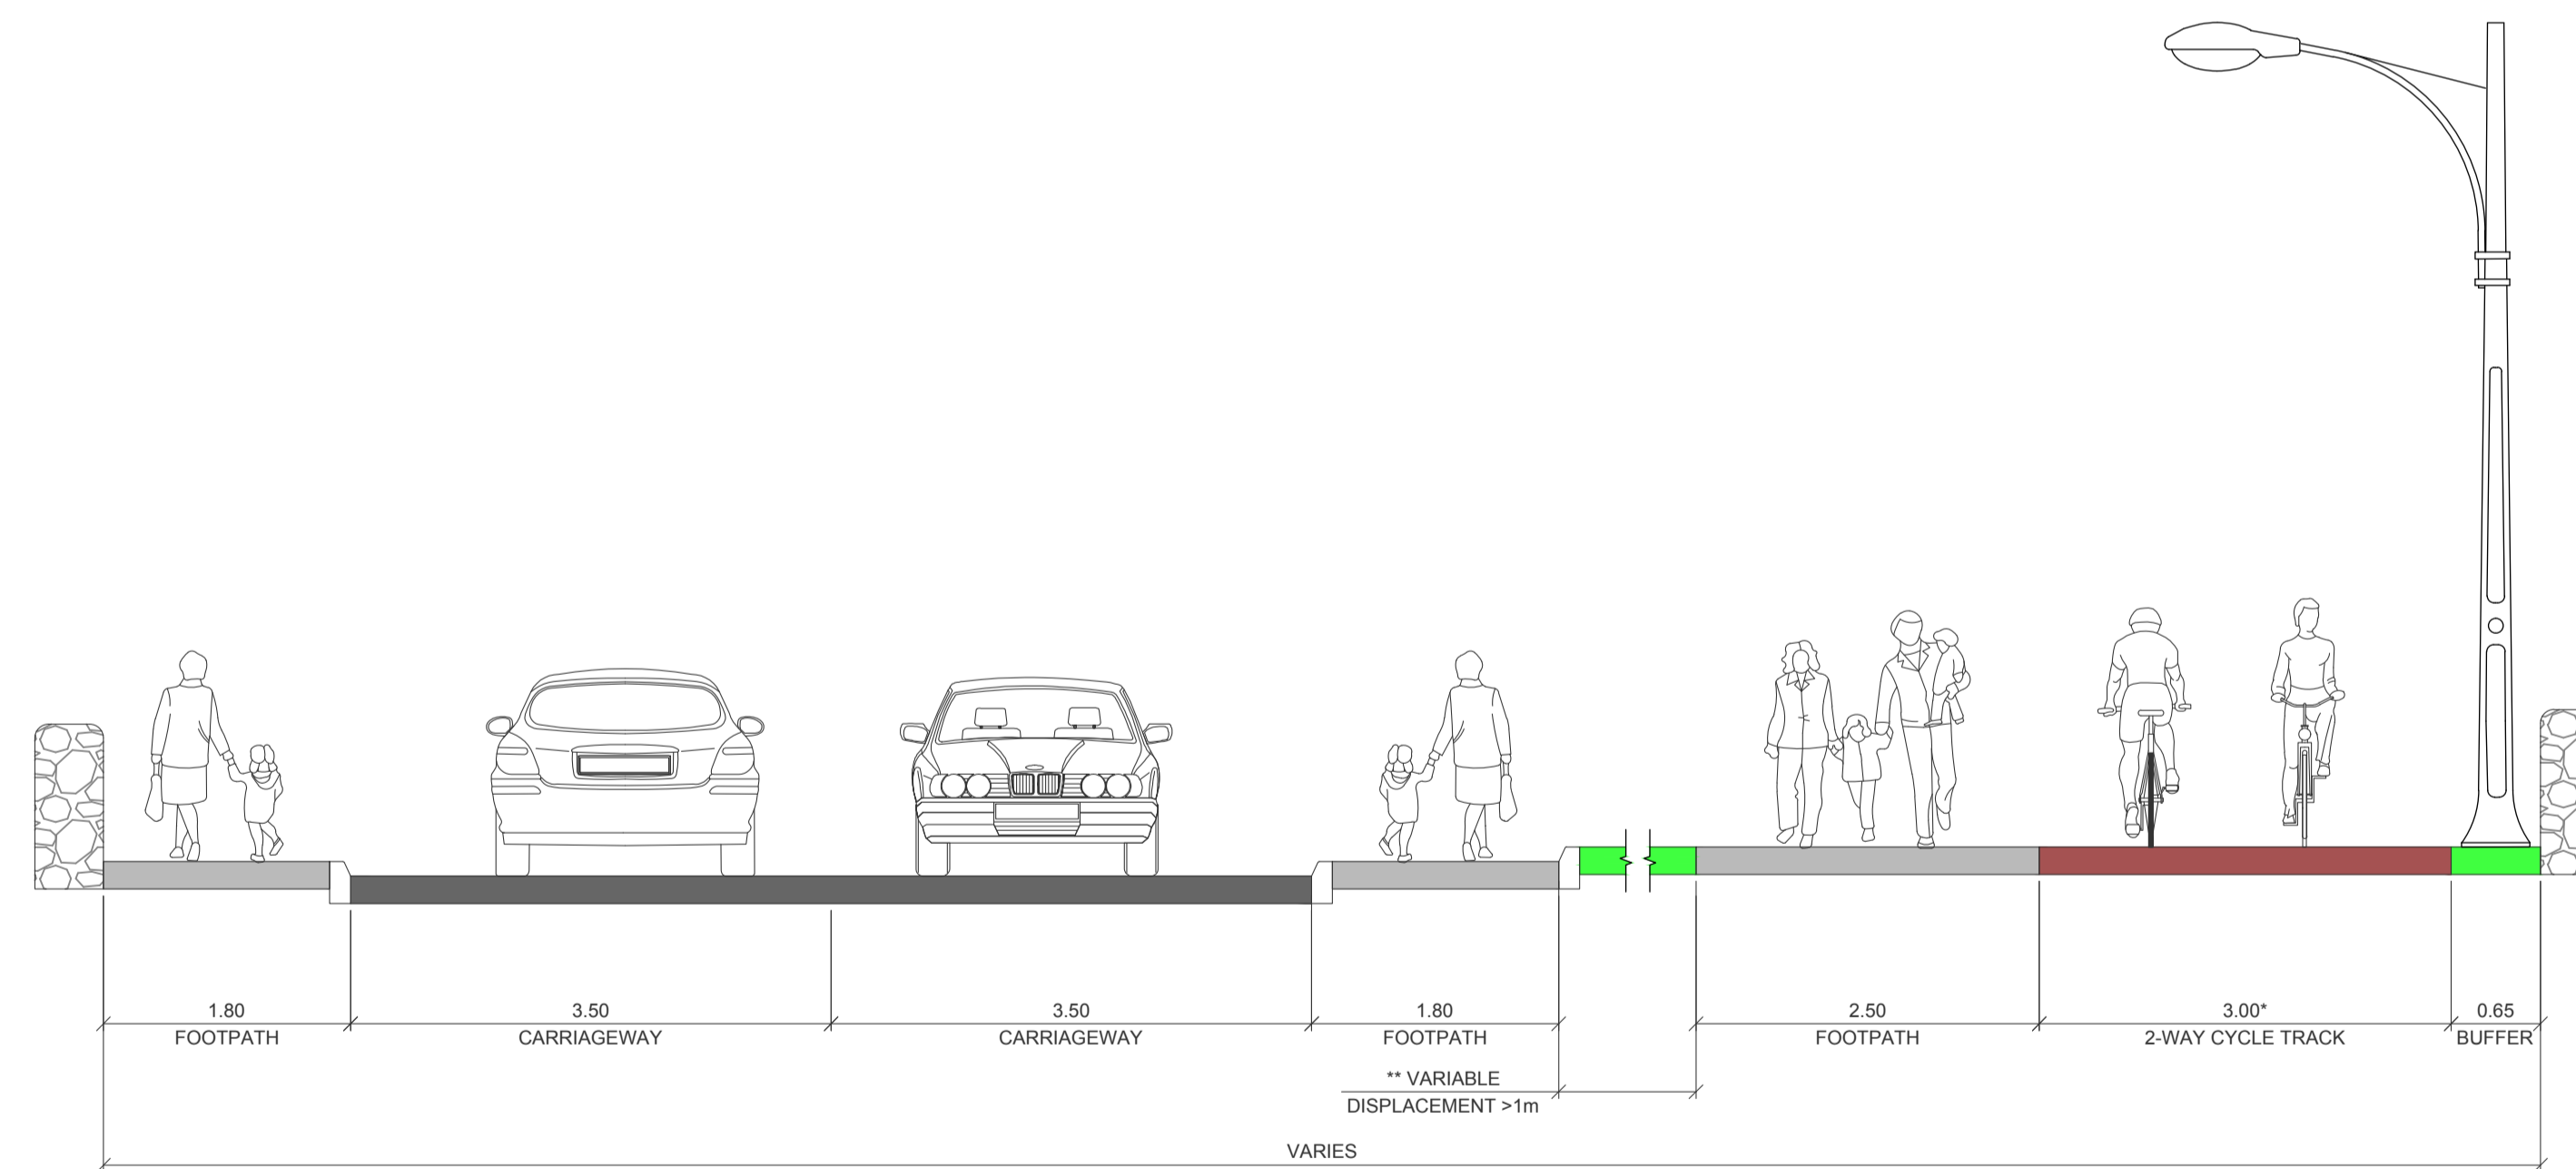 1.80
FOOTPATH
3.50
CARRIAGEWAY
3.50
CARRIAGEWAY
1.80
FOOTPATH
2.50
FOOTPATH
3.00*
2-WAY CYCLE TRACK
0.65
BUFFER
** VARIABLE
DISPLACEMENT >1m
VARIES